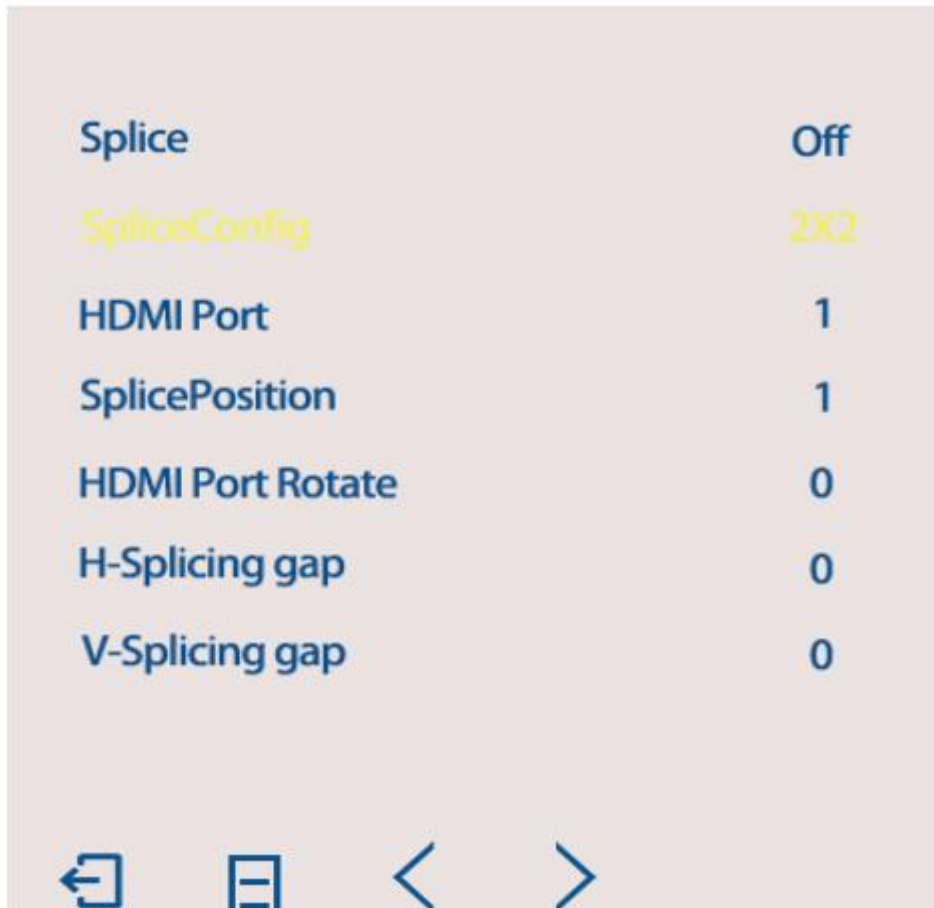 Splice Off
SpliceConfig 2X2
HDMI Port 1
SplicePosition 1
HDMI Port Rotate 0
H-Splicing gap 0
V-Splicing gap 0